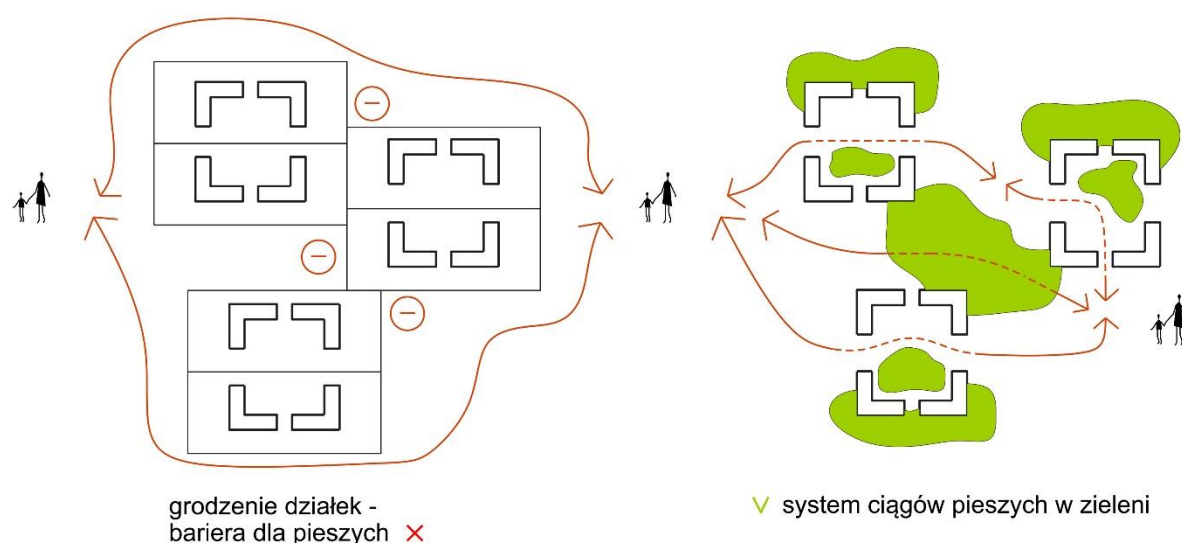 grodzenie działek -
bariera dla pieszych
system ciągów pieszych w zieleni